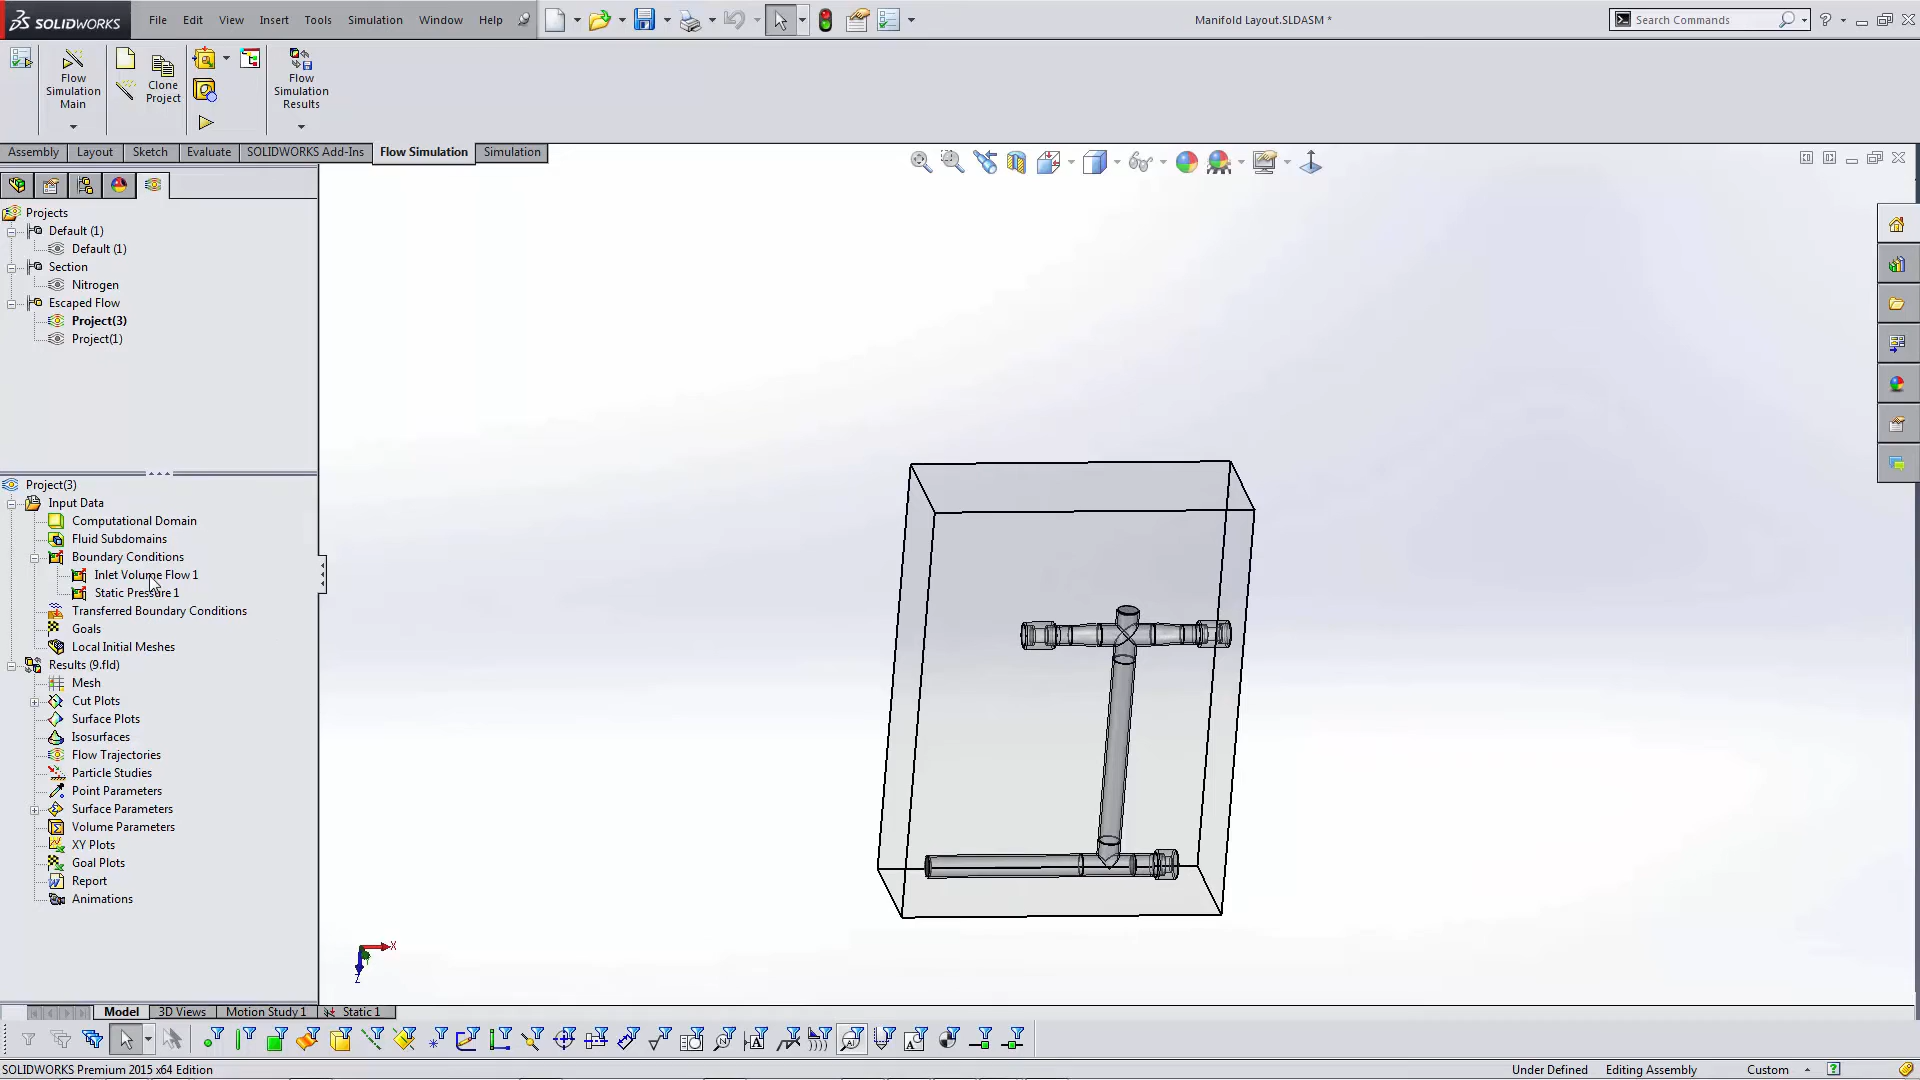 SOLIDWORKS File Edit View Insert Tools Simulation Window Help Manifold Layout.SLDASM * Search Commands
Flow Simulation Main
Clone Project
Flow Simulation Results
Assembly Layout Sketch Evaluate SOLIDWORKS Add-Ins Flow Simulation Simulation
Projects
Default (1)
Default (1)
Section
Nitrogen
Escaped Flow
Project(3)
Project(1)
Project(3)
Input Data
Computational Domain
Fluid Subdomains
Boundary Conditions
Inlet Volume Flow 1
Static Pressure 1
Transferred Boundary Conditions
Goals
Local Initial Meshes
Results (9.fld)
Mesh
Cut Plots
Surface Plots
Isosurfaces
Flow Trajectories
Particle Studies
Point Parameters
Surface Parameters
Volume Parameters
XY Plots
Goal Plots
Report
Animations
X
Z
Model 3D Views Motion Study 1 Static 1
SOLIDWORKS Premium 2015 x64 Edition Under Defined Editing Assembly Custom